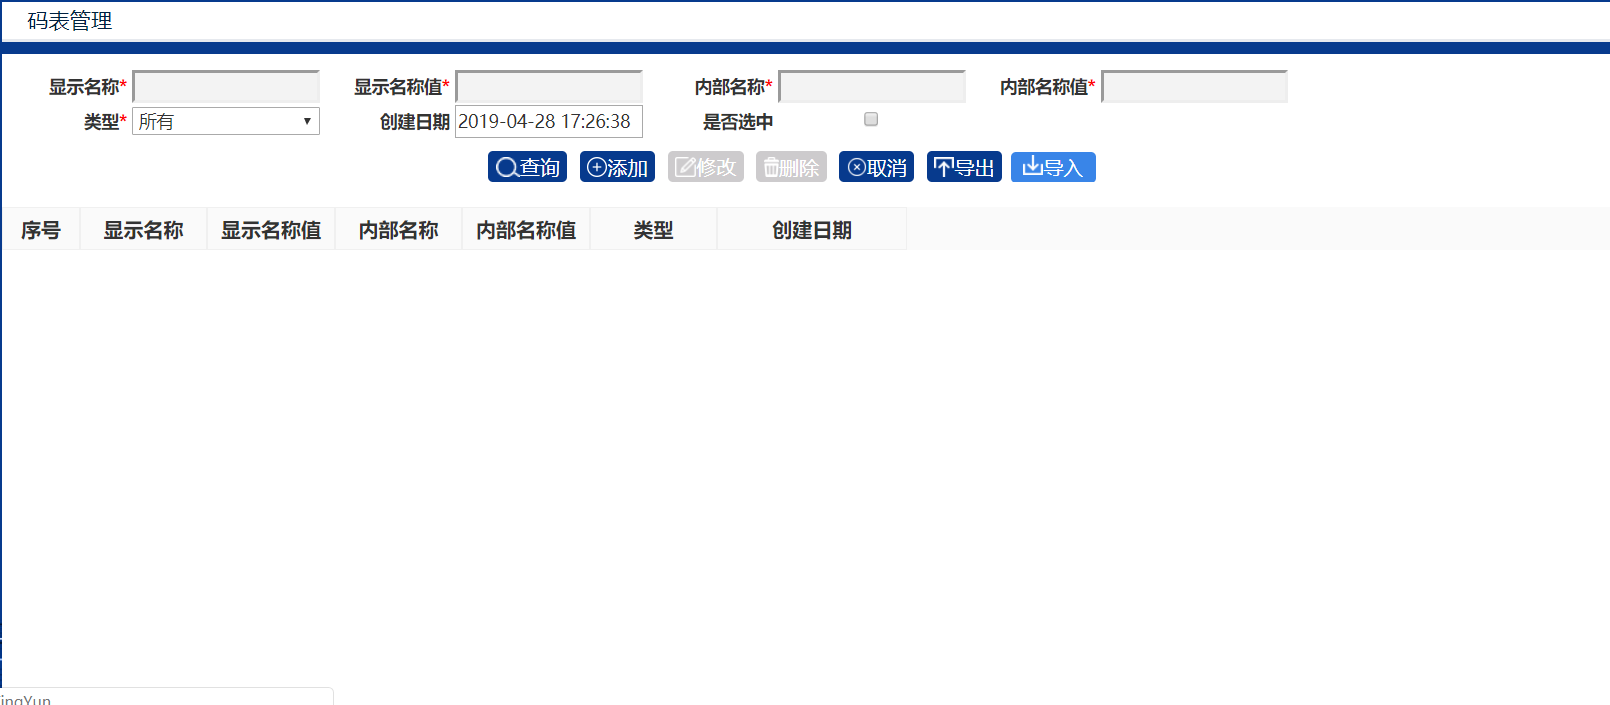 码表管理
显示名称* 显示名称值* 内部名称* 内部名称值*
类型* 所有 创建日期 2019-04-28 17:26:38 是否选中
查询 添加 修改 删除 取消 导出 导入
序号 显示名称 显示名称值 内部名称 内部名称值 类型 创建日期
ingYun